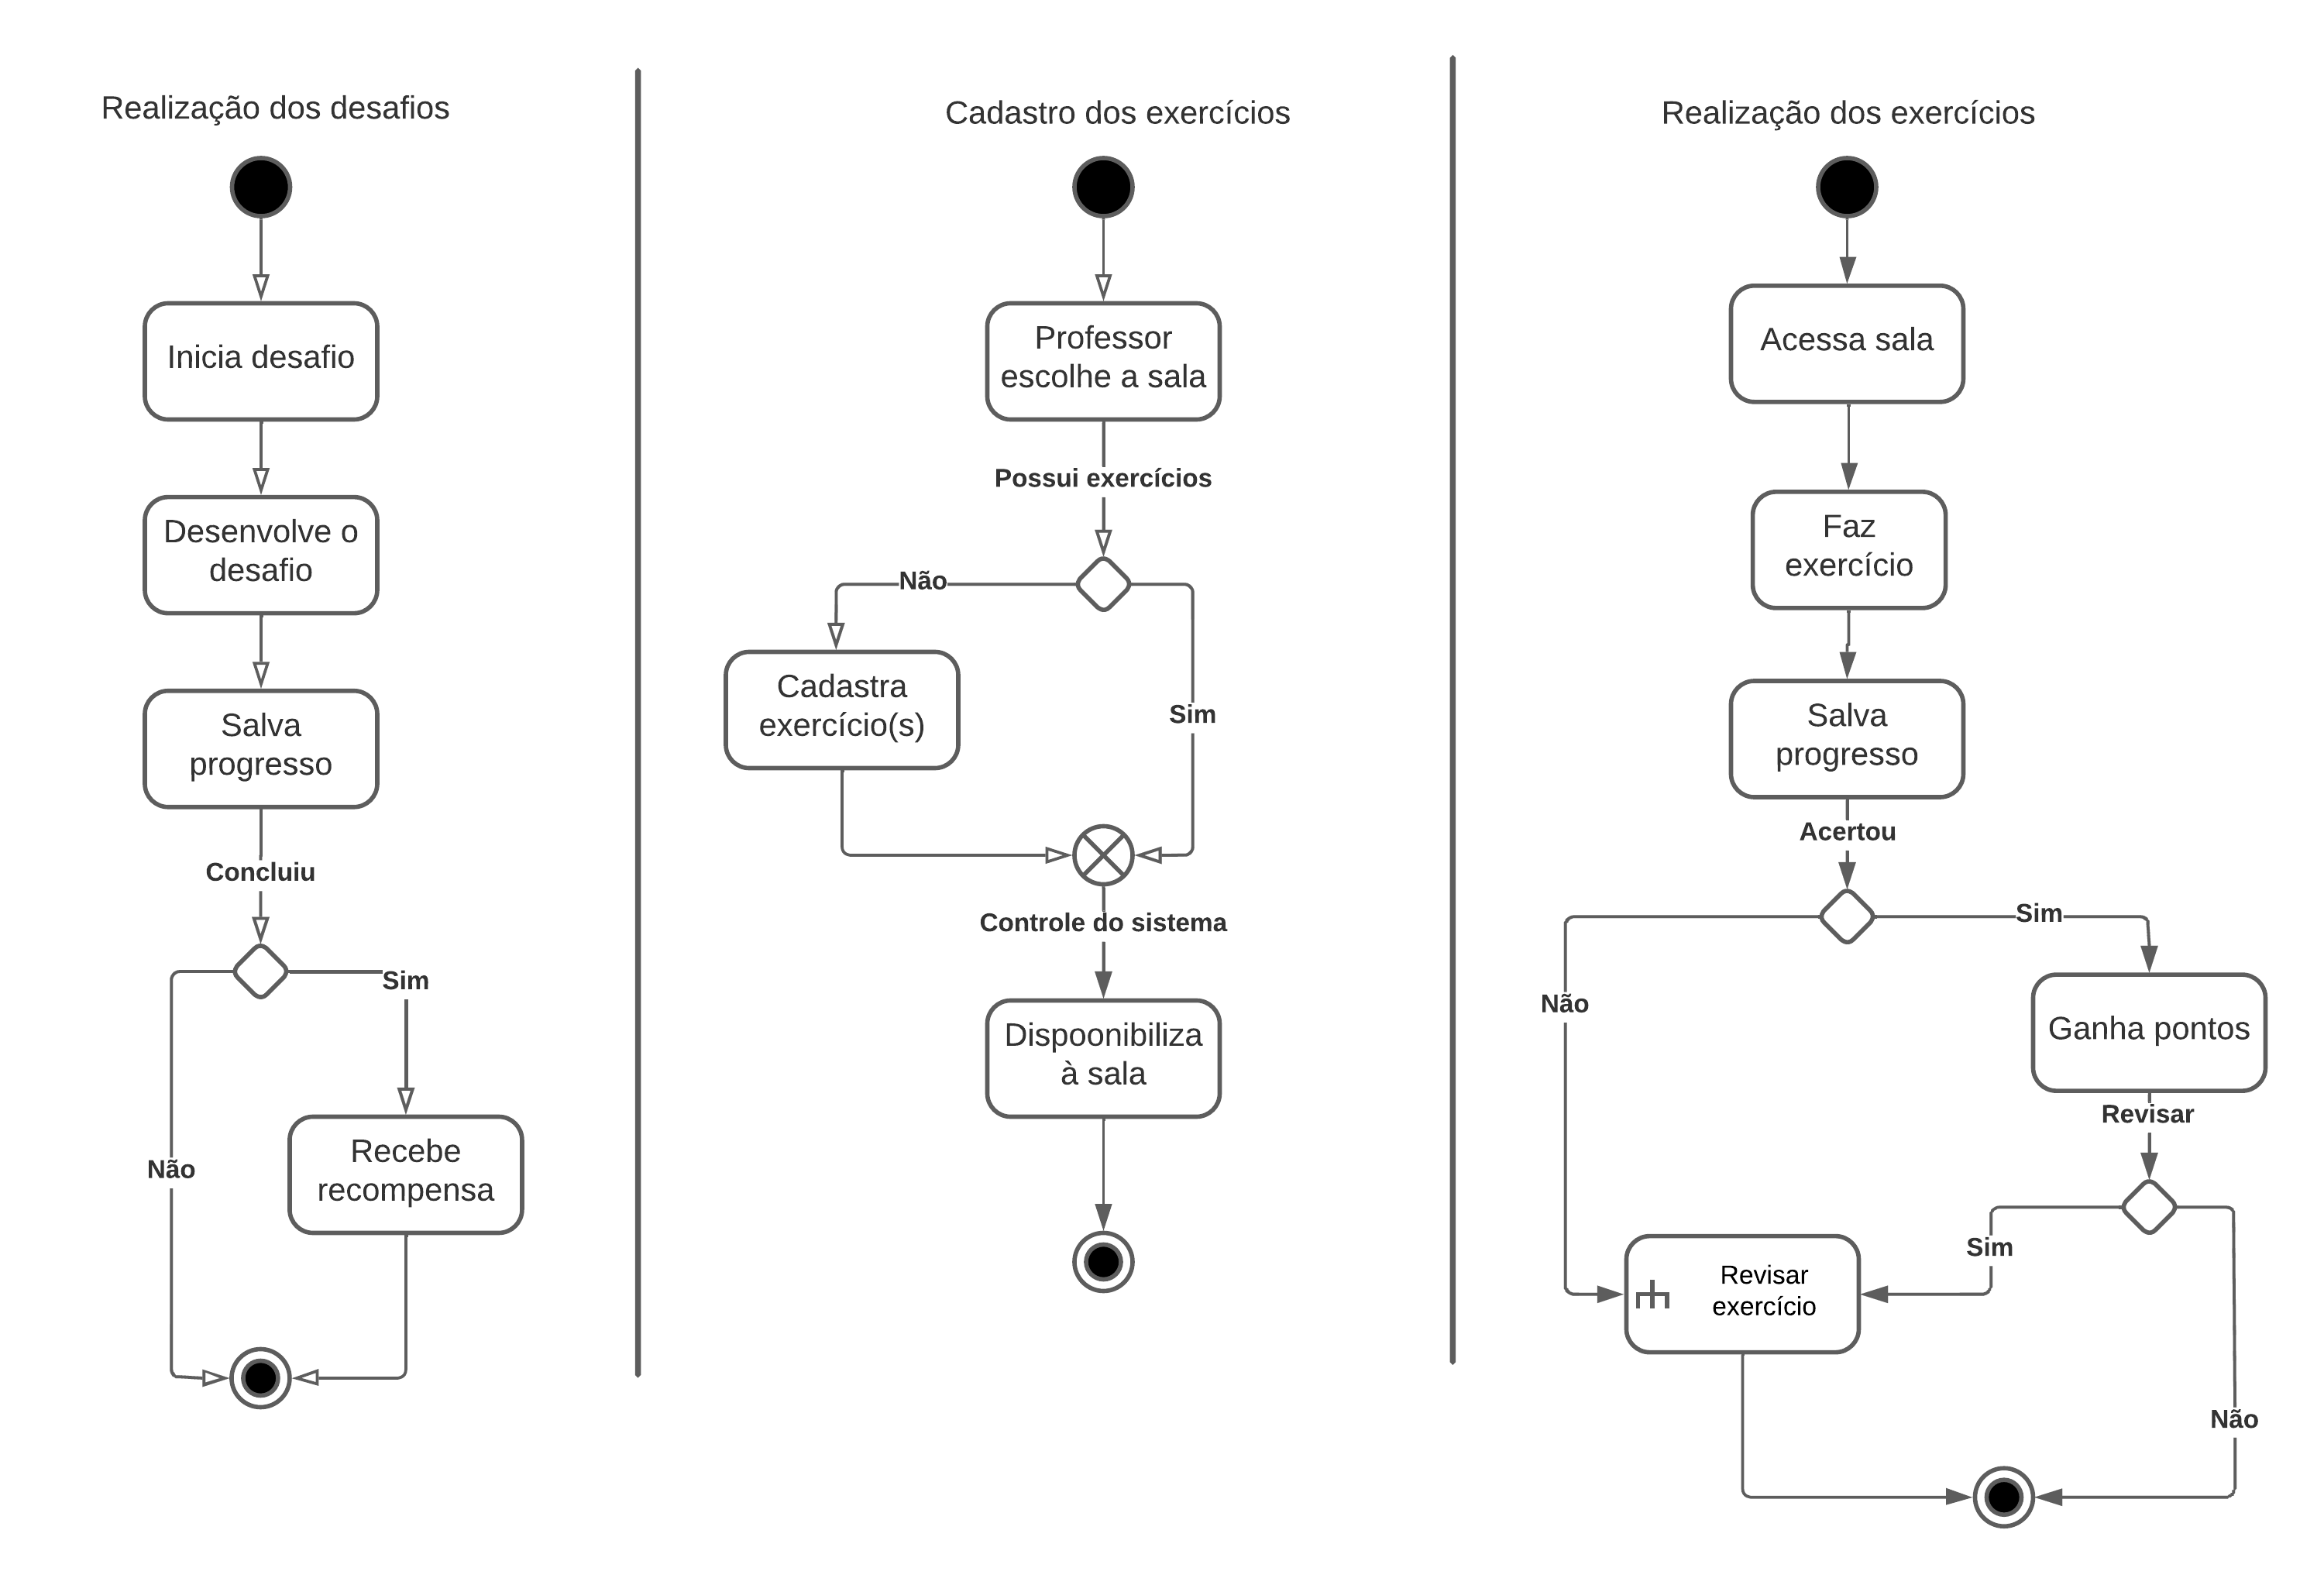 Realização dos desafios
Inicia desafio
Desenvolve o
desafio
Salva
progresso
Concluiu
Sim
Não
Recebe
recompensa
Cadastro dos exercícios
Professor
escolhe a sala
Possui exercícios
Não
Cadastra
exercício(s)
Sim
Controle do sistema
Dispoonibiliza
à sala
Realização dos exercícios
Acessa sala
Faz
exercício
Salva
progresso
Acertou
Sim
Não
Ganha pontos
Revisar
Sim
Revisar
exercício
Não